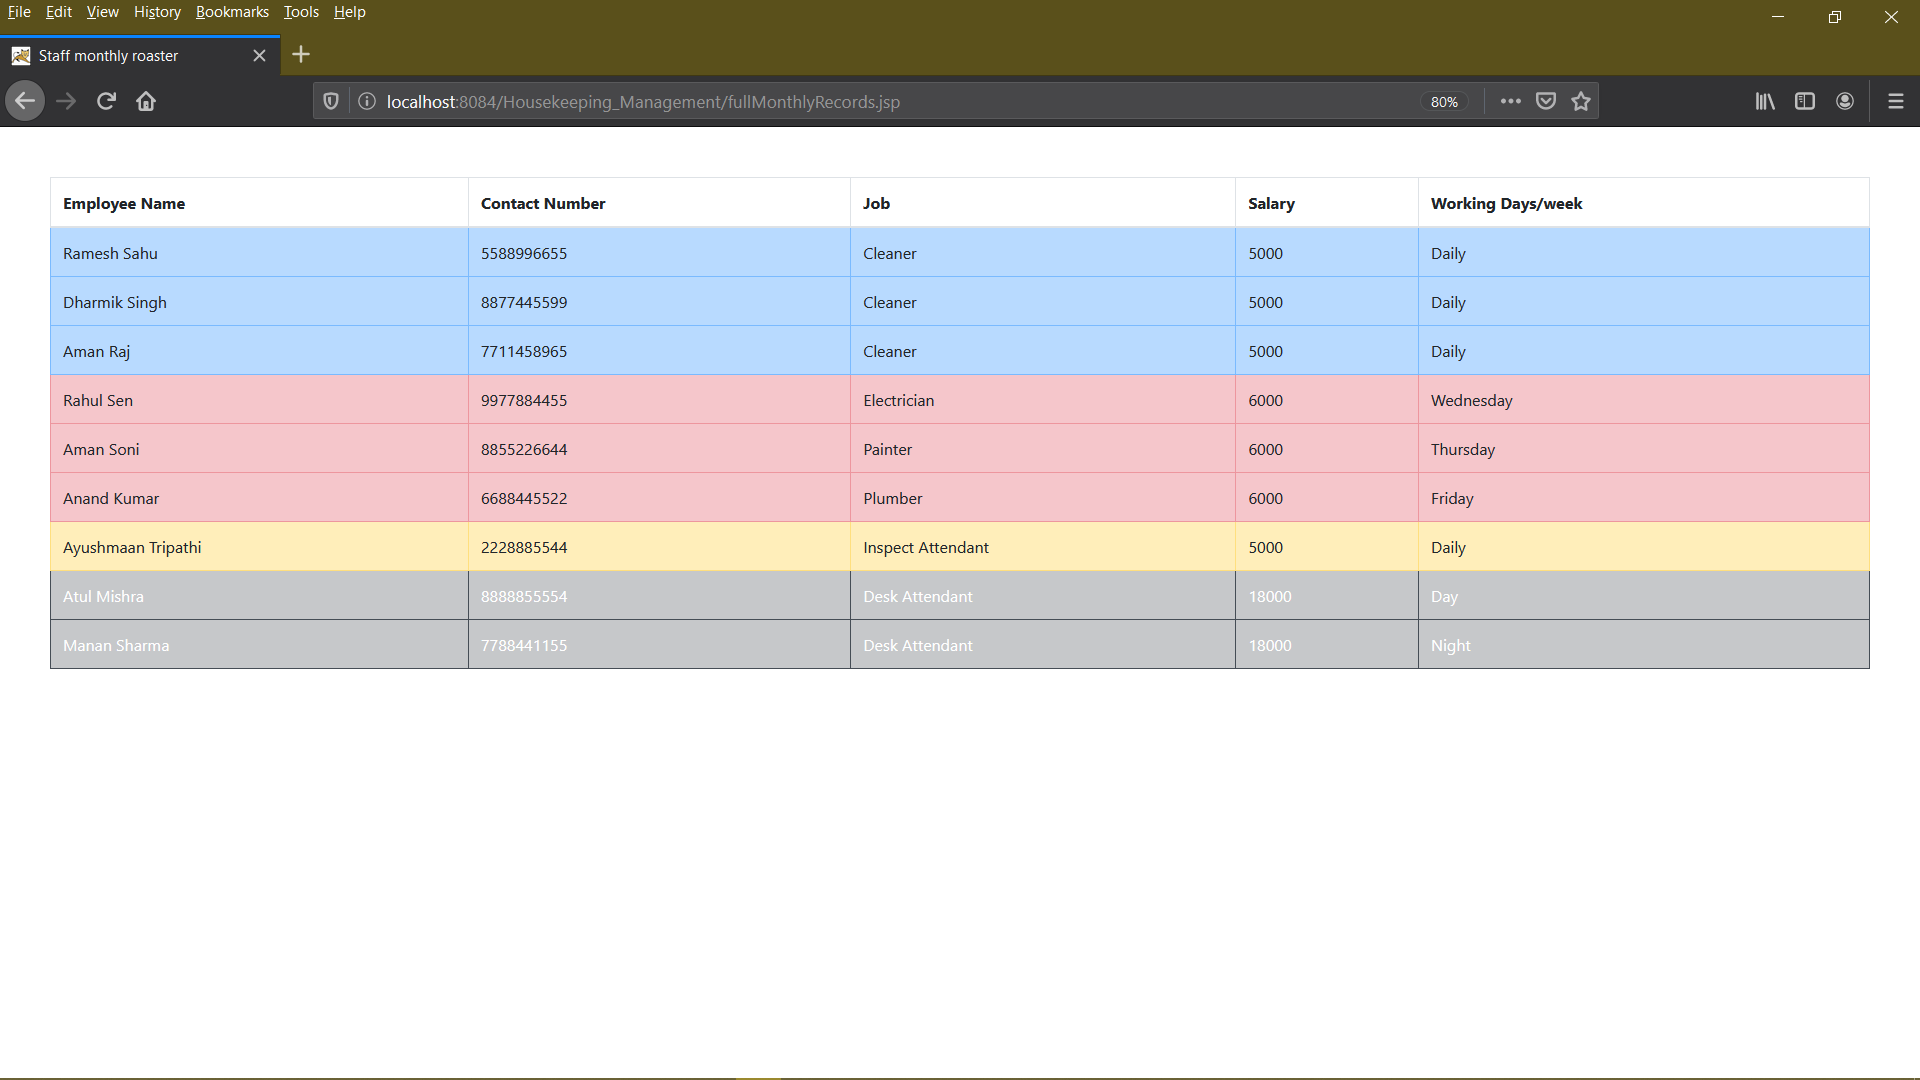 File Edit View History Bookmarks Tools Help
Staff monthly roaster
localhost:8084/Housekeeping_Management/fullMonthlyRecords.jsp 80%
Employee Name Contact Number Job Salary Working Days/week
Ramesh Sahu 5588996655 Cleaner 5000 Daily
Dharmik Singh 8877445599 Cleaner 5000 Daily
Aman Raj 7711458965 Cleaner 5000 Daily
Rahul Sen 9977884455 Electrician 6000 Wednesday
Aman Soni 8855226644 Painter 6000 Thursday
Anand Kumar 6688445522 Plumber 6000 Friday
Ayushmaan Tripathi 2228885544 Inspect Attendant 5000 Daily
Atul Mishra 8888855554 Desk Attendant 18000 Day
Manan Sharma 7788441155 Desk Attendant 18000 Night